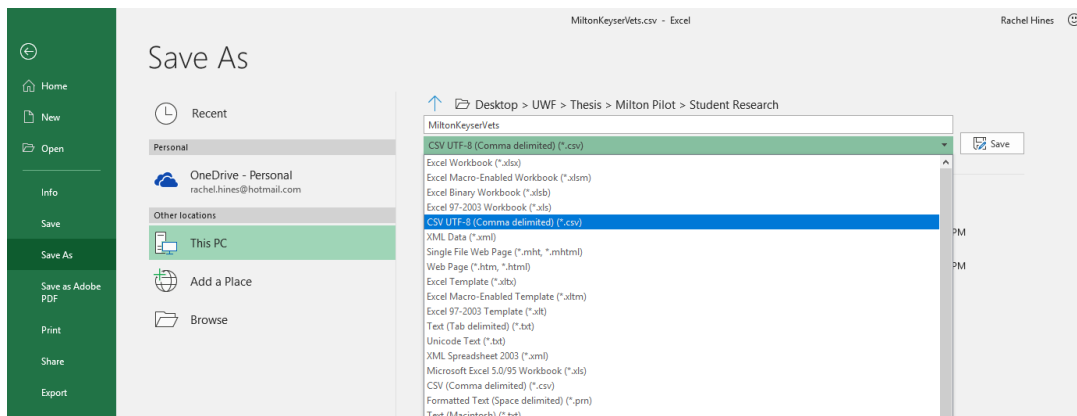 MiltonKeyserVets.csv - Excel
Rachel Hines
Save As
Home
New
Open
Info
Save
Save As
Save as Adobe
PDF
Print
Share
Export
Recent
Personal
OneDrive - Personal
rachel.hines@hotmail.com
Other locations
This PC
Add a Place
Browse
Desktop > UWF > Thesis > Milton Pilot > Student Research
MiltonKeyserVets
CSV UTF-8 (Comma delimited) (*.csv)
Save
Excel Workbook (*.xlsx)
Excel Macro-Enabled Workbook (*.xlsm)
Excel Binary Workbook (*.xlsb)
Excel 97-2003 Workbook (*.xls)
CSV UTF-8 (Comma delimited) (*.csv)
XML Data (*.xml)
Single File Web Page (*.mht, *.mhtml)
Web Page (*.htm, *.html)
Excel Template (*.xltx)
Excel Macro-Enabled Template (*.xltm)
Excel 97-2003 Template (*.xlt)
Text (Tab delimited) (*.txt)
Unicode Text (*.txt)
XML Spreadsheet 2003 (*.xml)
Microsoft Excel 5.0/95 Workbook (*.xls)
CSV (Comma delimited) (*.csv)
Formatted Text (Space delimited) (*.prn)
Text (Macintosh) (*.txt)
PM
PM